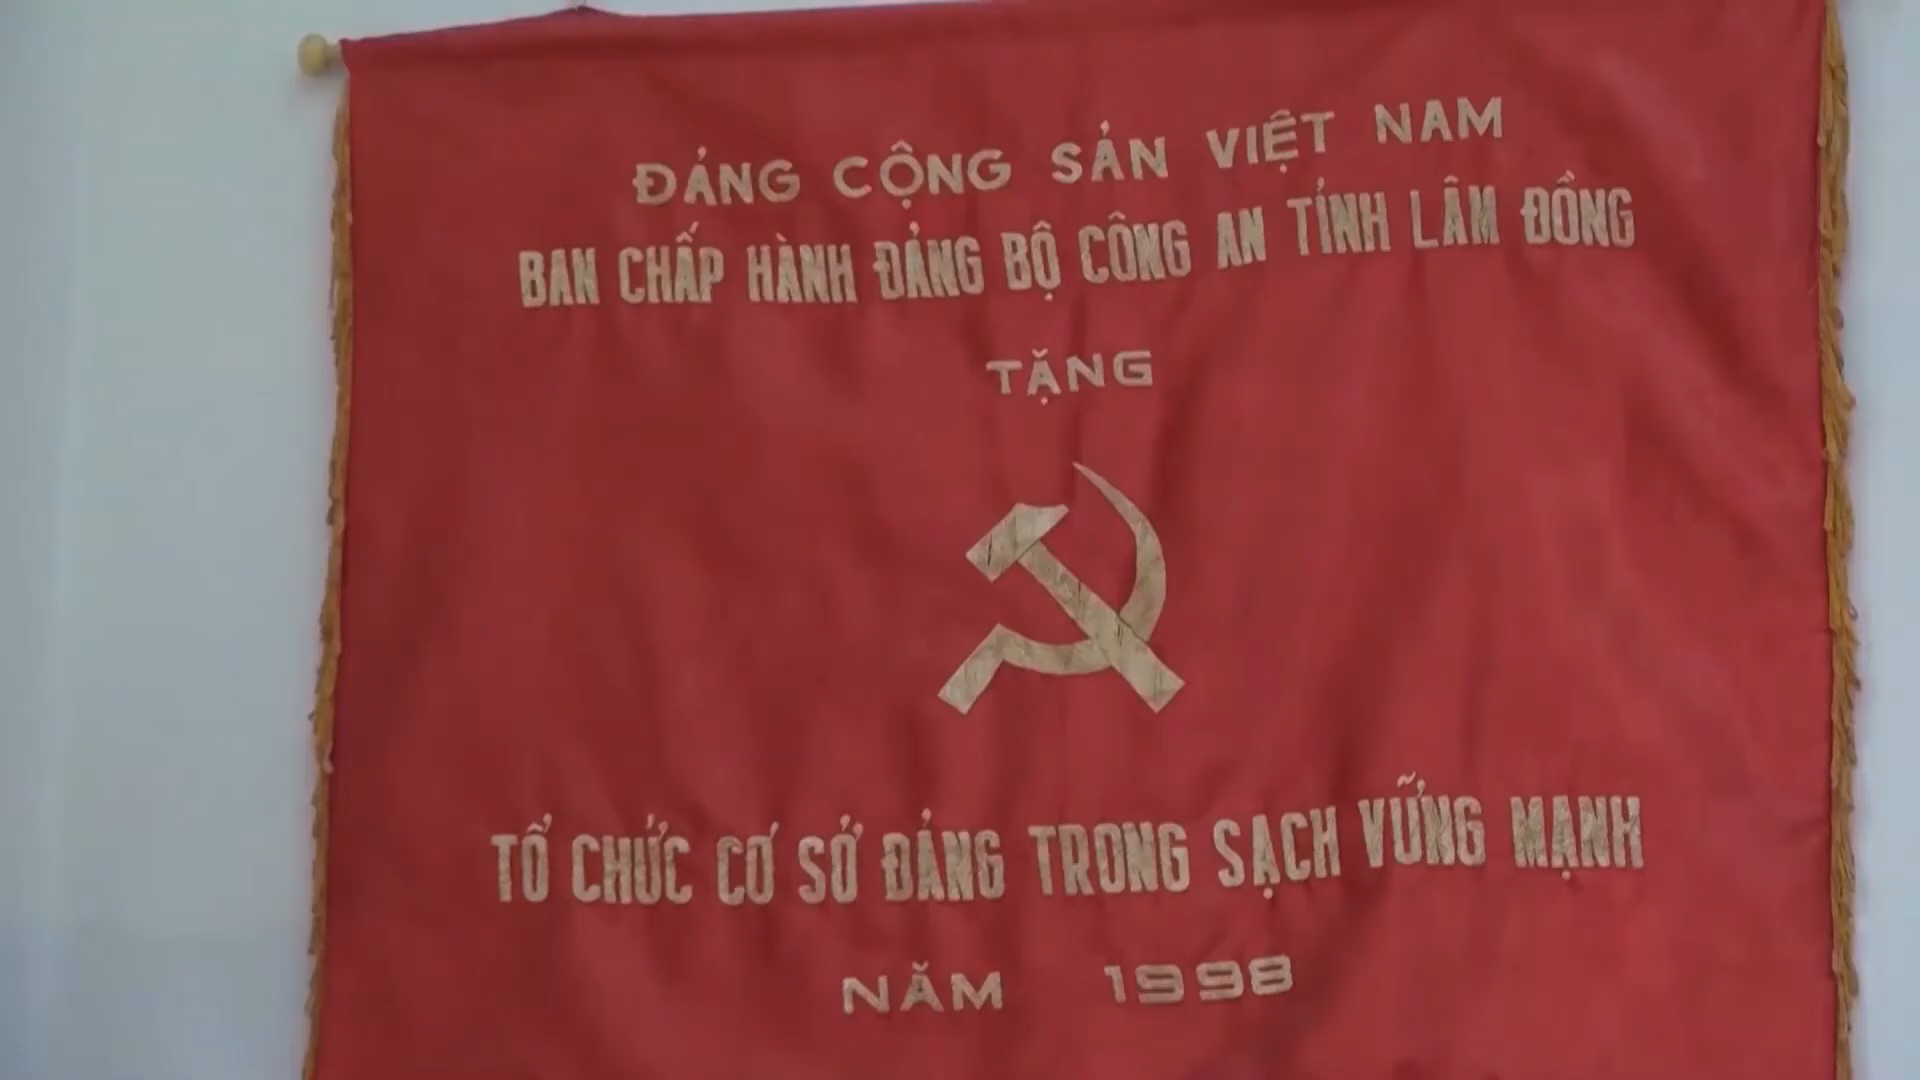 ĐẢNG CỘNG SẢN VIỆT NAM
BAN CHẤP HÀNH ĐẢNG BỘ CÔNG AN TỈNH LÂM ĐỒNG
TẶNG
TỔ CHỨC CƠ SỞ ĐẢNG TRONG SẠCH VỮNG MẠNH
NĂM 1998